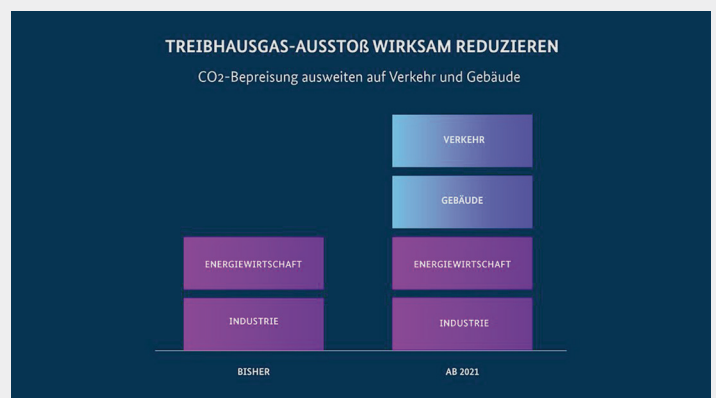 TREIBHAUSGAS-AUSSTOß WIRKSAM REDUZIEREN
CO2-Bepreisung ausweiten auf Verkehr und Gebäude
VERKEHR
GEBÄUDE
ENERGIEWIRTSCHAFT
ENERGIEWIRTSCHAFT
INDUSTRIE
INDUSTRIE
BISHER
AB 2021